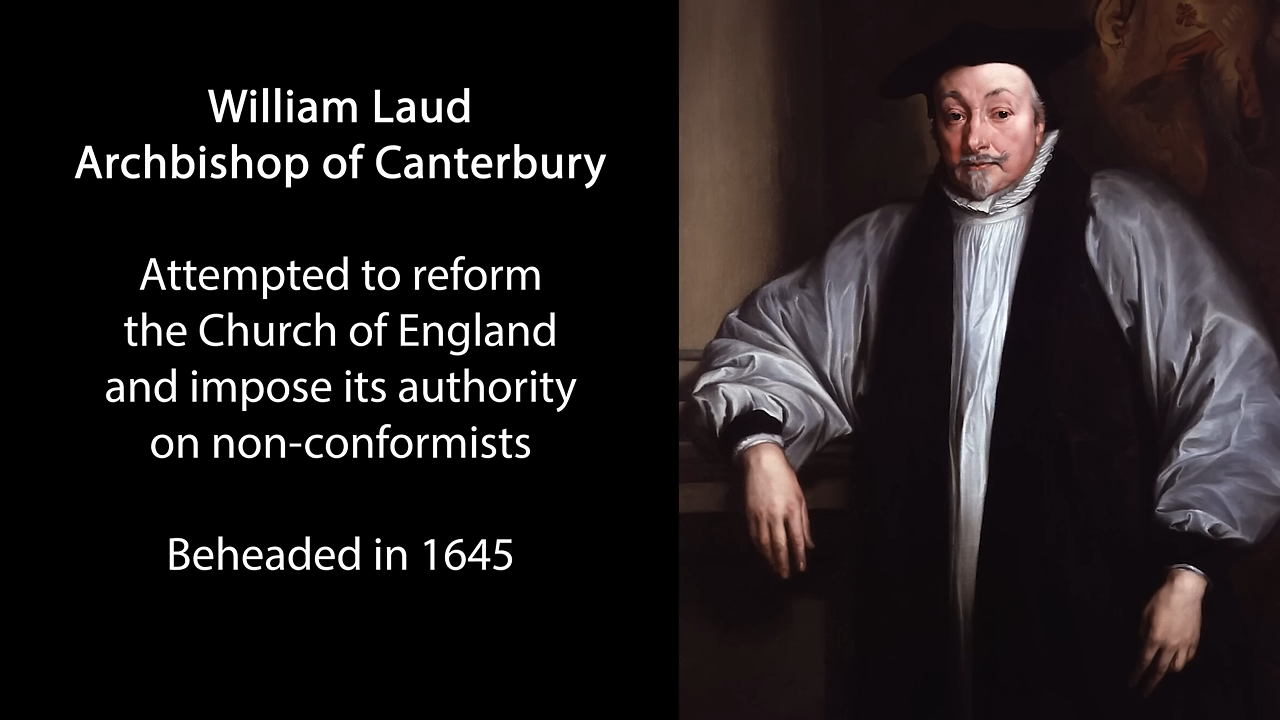 William Laud
Archbishop of Canterbury
Attempted to reform
the Church of England
and impose its authority
on non-conformists
Beheaded in 1645